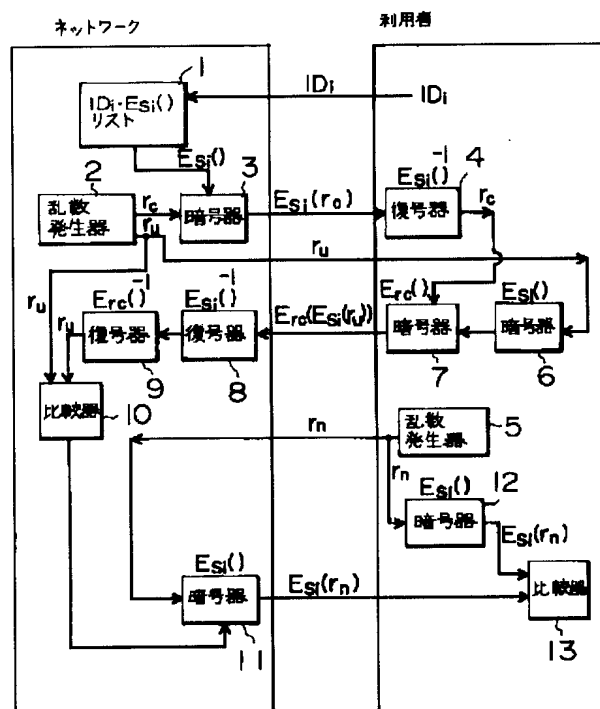 ネットワーク
利用者
1
IDi
IDi
IDi・Esi()
リスト
Esi()
2
3
Esi()⁻¹
4
乱数
発生器
rc
ru
暗号器
Esi(rc)
復号器
rc
ru
ru
Erc()⁻¹
Esi()⁻¹
Erc()
Esi()
ru
復号器
復号器
Erc(Esi(ru))
暗号器
暗号器
9
8
7
6
比較器
10
rn
乱数
発生器
5
rn
Esi()
12
暗号器
Esi(rn)
Esi()
暗号器
Esi(rn)
比較器
11
13